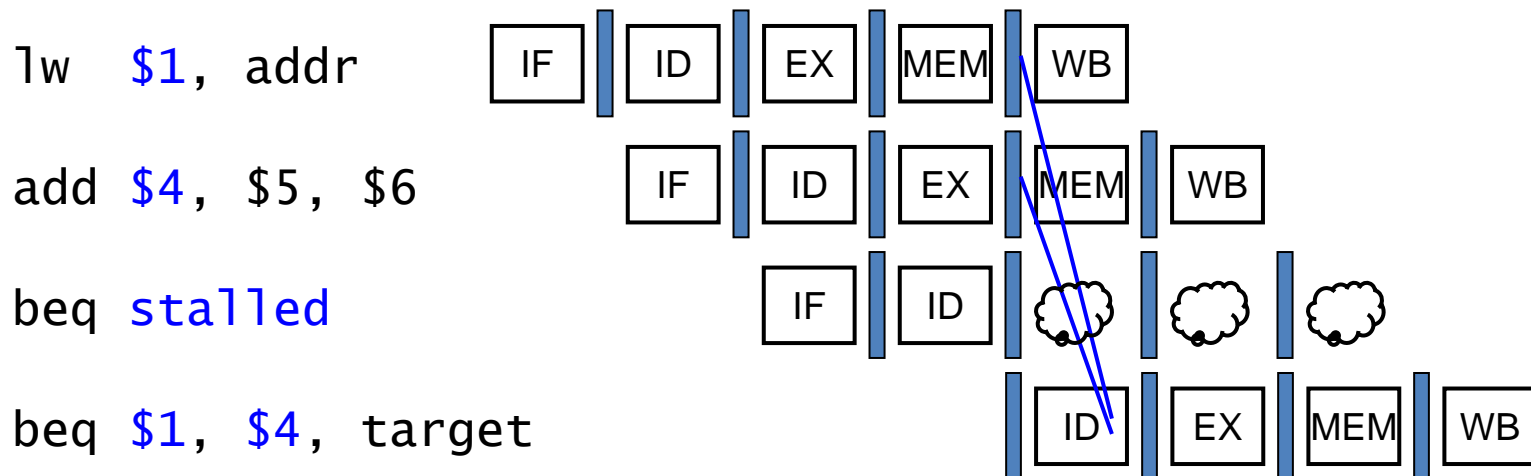 lw $1, addr IF ID EX MEM WB
add $4, $5, $6 IF ID EX MEM WB
beq stalled IF ID
beq $1, $4, target ID EX MEM WB